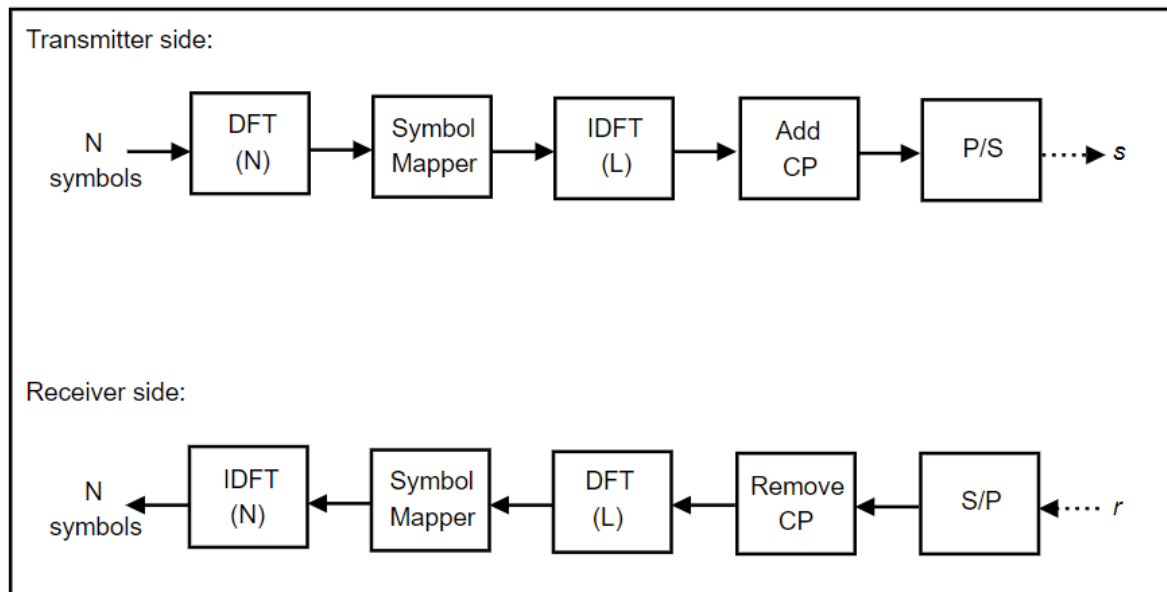 Transmitter side:
N
symbols
DFT
(N)
Symbol
Mapper
IDFT
(L)
Add
CP
P/S
s
Receiver side:
N
symbols
IDFT
(N)
Symbol
Mapper
DFT
(L)
Remove
CP
S/P
r